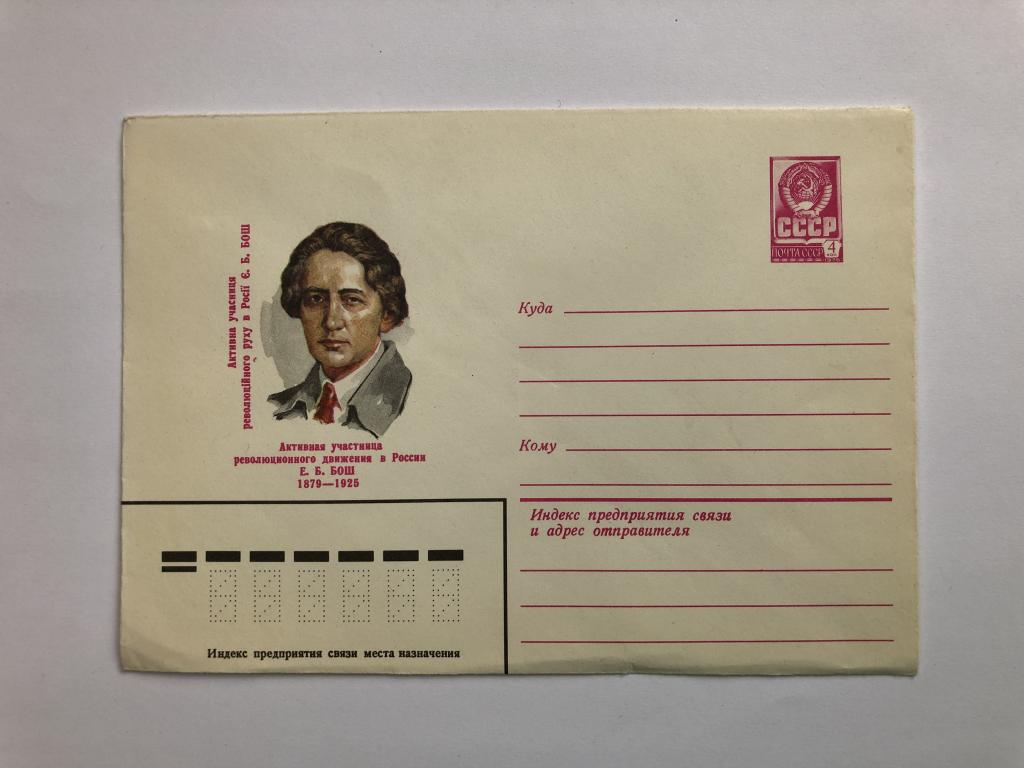 Активна учасниця
революційного руху в Росії Є. Б. БОШ
Активная участница
революционного движения в России
Е. Б. БОШ
1879—1925
СССР
ПОЧТА СССР
4
Куда
Кому
Индекс предприятия связи
и адрес отправителя
Индекс предприятия связи места назначения